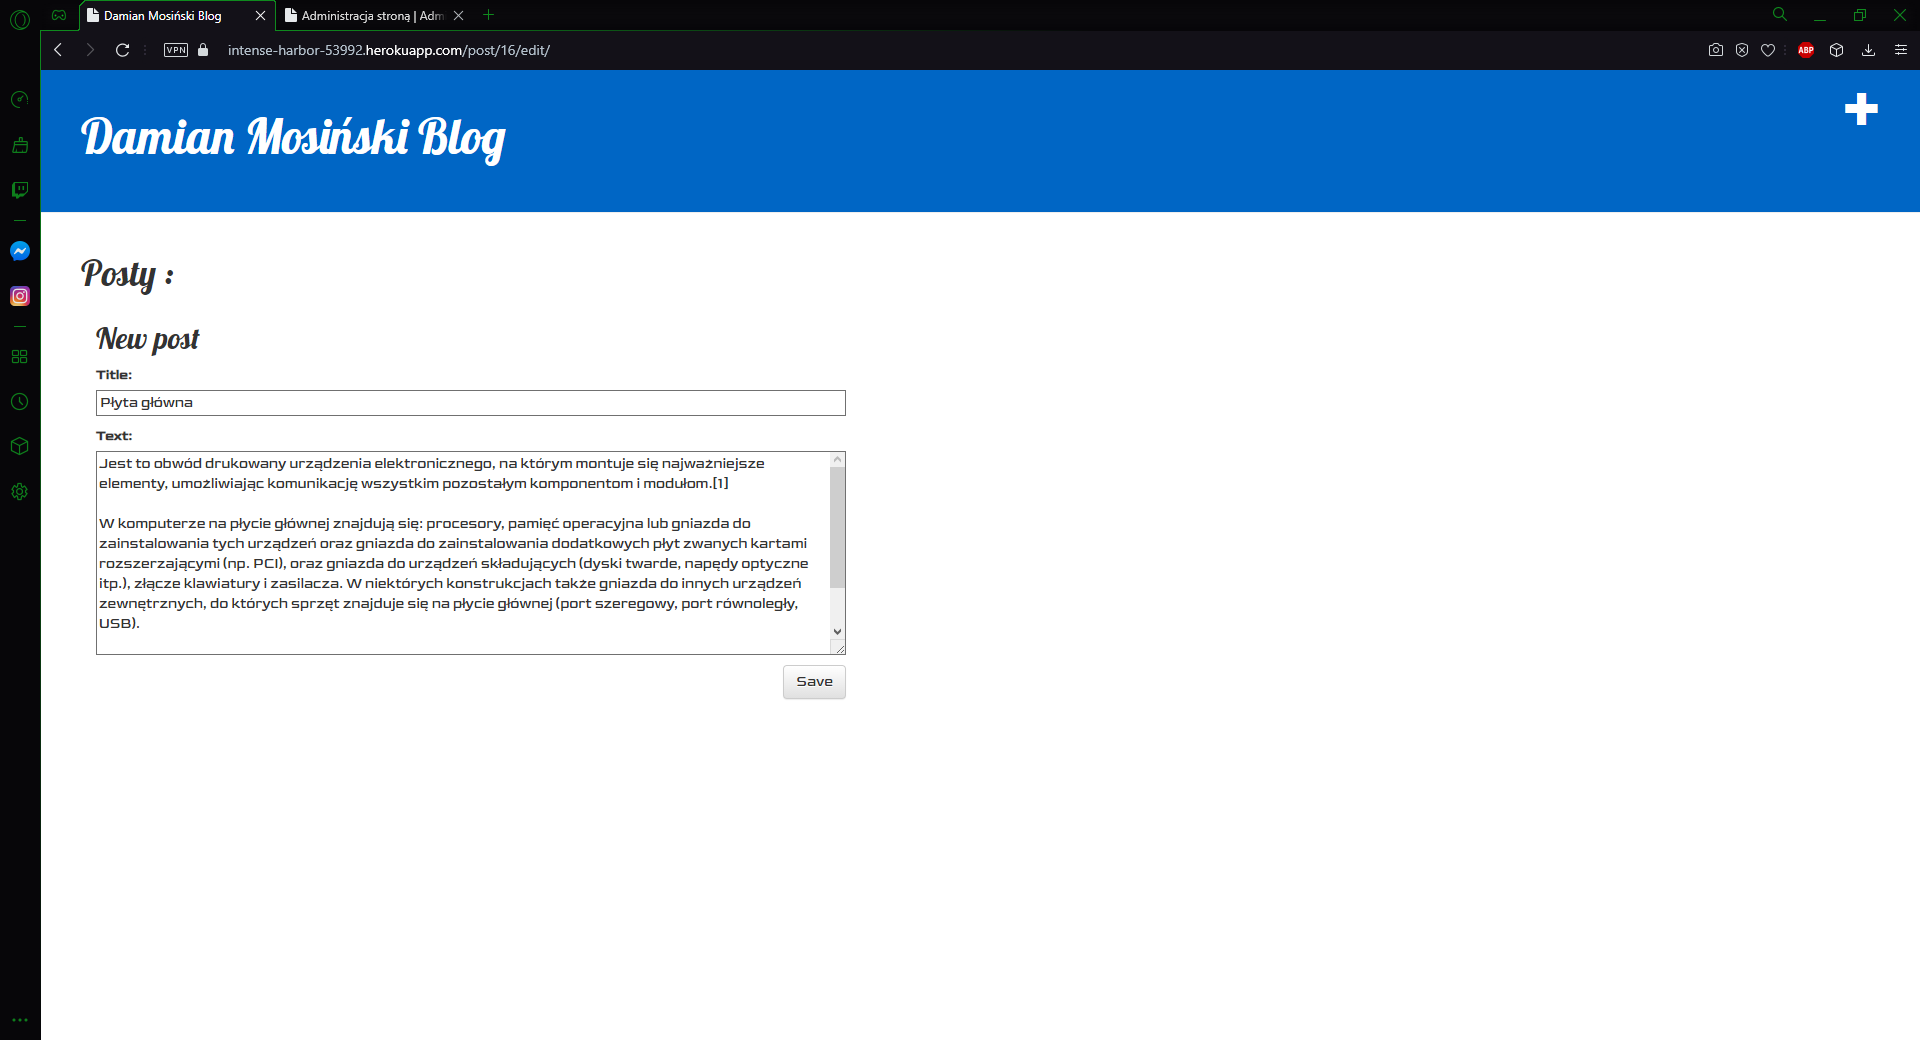 Damian Mosiński Blog
Administracja stroną | Adm
VPN
intense-harbor-53992.herokuapp.com/post/16/edit/
ABP
Damian Mosiński Blog
Posty :
New post
Title:
Płyta główna
Text:
Jest to obwód drukowany urządzenia elektronicznego, na którym montuje się najważniejsze
elementy, umożliwiając komunikację wszystkim pozostałym komponentom i modułom.[1]
W komputerze na płycie głównej znajdują się: procesory, pamięć operacyjna lub gniazda do
zainstalowania tych urządzeń oraz gniazda do zainstalowania dodatkowych płyt zwanych kartami
rozszerzającymi (np. PCI), oraz gniazda do urządzeń składujących (dyski twarde, napędy optyczne
itp.), złącze klawiatury i zasilacza. W niektórych konstrukcjach także gniazda do innych urządzeń
zewnętrznych, do których sprzęt znajduje się na płycie głównej (port szeregowy, port równoległy,
USB).
Save